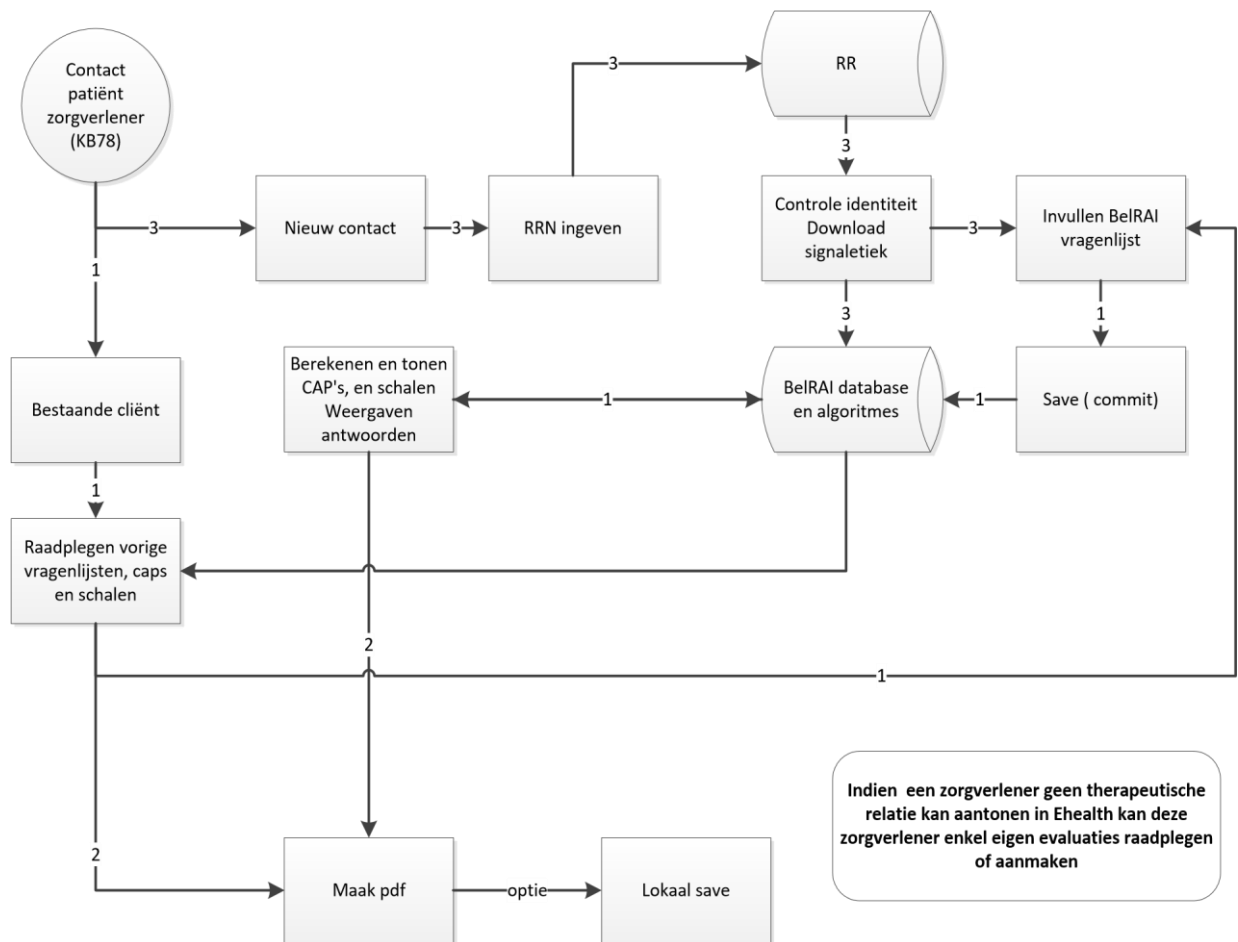 Contact
patiënt
zorgverlener
(KB78)
3
RR
3
3
Nieuw contact
3
RRN ingeven
Controle identiteit
Download
signaletiek
3
Invullen BelRAI
vragenlijst
1
1
3
Bestaande cliënt
Berekenen en tonen
CAP's, en schalen
Weergaven
antwoorden
1
BelRAI database
en algoritmes
1
Save ( commit)
1
Raadplegen vorige
vragenlijsten, caps
en schalen
2
1
Indien een zorgverlener geen therapeutische
relatie kan aantonen in Ehealth kan deze
zorgverlener enkel eigen evaluaties raadplegen
of aanmaken
2
Maak pdf
optie
Lokaal save